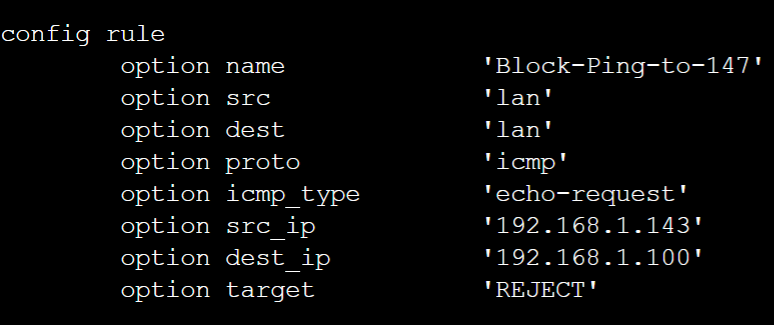 config rule
option name 'Block-Ping-to-147'
option src 'lan'
option dest 'lan'
option proto 'icmp'
option icmp_type 'echo-request'
option src_ip '192.168.1.143'
option dest_ip '192.168.1.100'
option target 'REJECT'